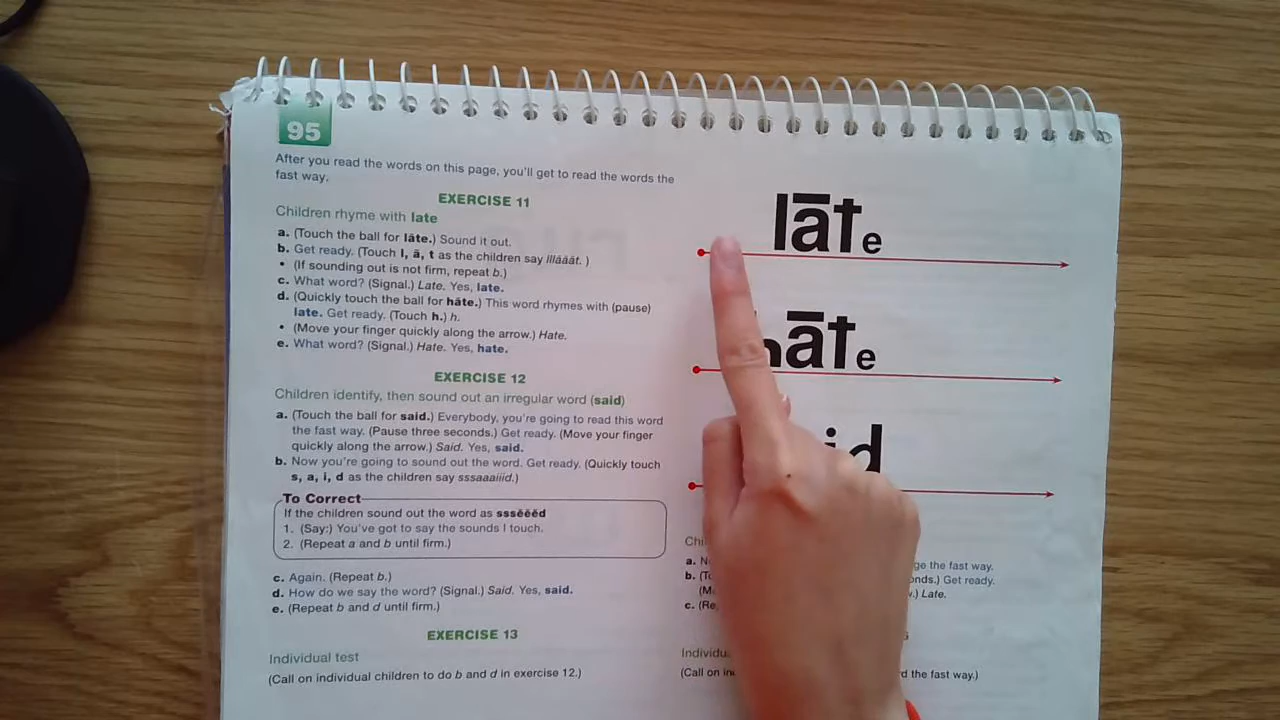 95
After you read the words on this page, you'll get to read the words the
fast way.
EXERCISE 11
Children rhyme with late
a. (Touch the ball for lāte.) Sound it out.
b. Get ready. (Touch l, ā, t as the children say lllāāāt. )
• (If sounding out is not firm, repeat b.)
c. What word? (Signal.) Late. Yes, late.
d. (Quickly touch the ball for hāte.) This word rhymes with (pause)
late. Get ready. (Touch h.) h.
• (Move your finger quickly along the arrow.) Hate.
e. What word? (Signal.) Hate. Yes, hate.
EXERCISE 12
Children identify, then sound out an irregular word (said)
a. (Touch the ball for said.) Everybody, you're going to read this word
the fast way. (Pause three seconds.) Get ready. (Move your finger
quickly along the arrow.) Said. Yes, said.
b. Now you're going to sound out the word. Get ready. (Quickly touch
s, a, i, d as the children say sssaaaiiid.)
To Correct
If the children sound out the word as sssĕĕĕd
1. (Say:) You've got to say the sounds I touch.
2. (Repeat a and b until firm.)
c. Again. (Repeat b.)
d. How do we say the word? (Signal.) Said. Yes, said.
e. (Repeat b and d until firm.)
EXERCISE 13
Individual test
(Call on individual children to do b and d in exercise 12.)
lāte
hāte
id
a. ge the fast way.
b. onds.) Get ready.
Late.
c.
(Call on d the fast way.)